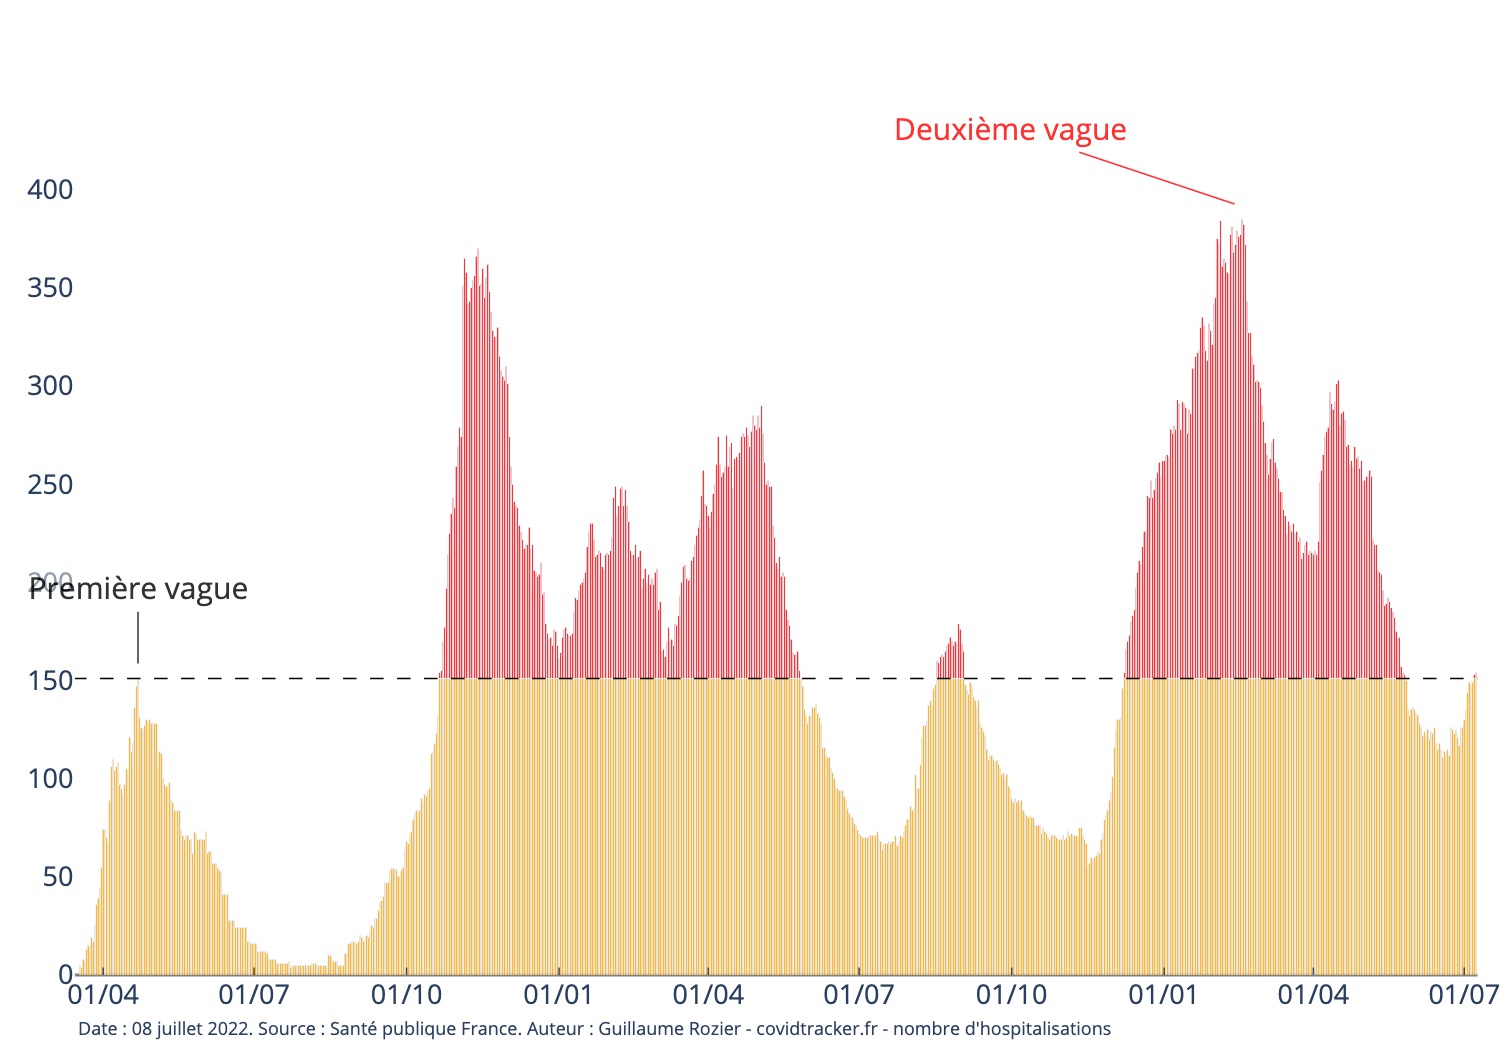 Deuxième vague
400
350
300
250
200
Première vague
150
100
50
0
01/04 01/07 01/10 01/01 01/04 01/07 01/10 01/01 01/04 01/07
Date : 08 juillet 2022. Source : Santé publique France. Auteur : Guillaume Rozier - covidtracker.fr - nombre d'hospitalisations